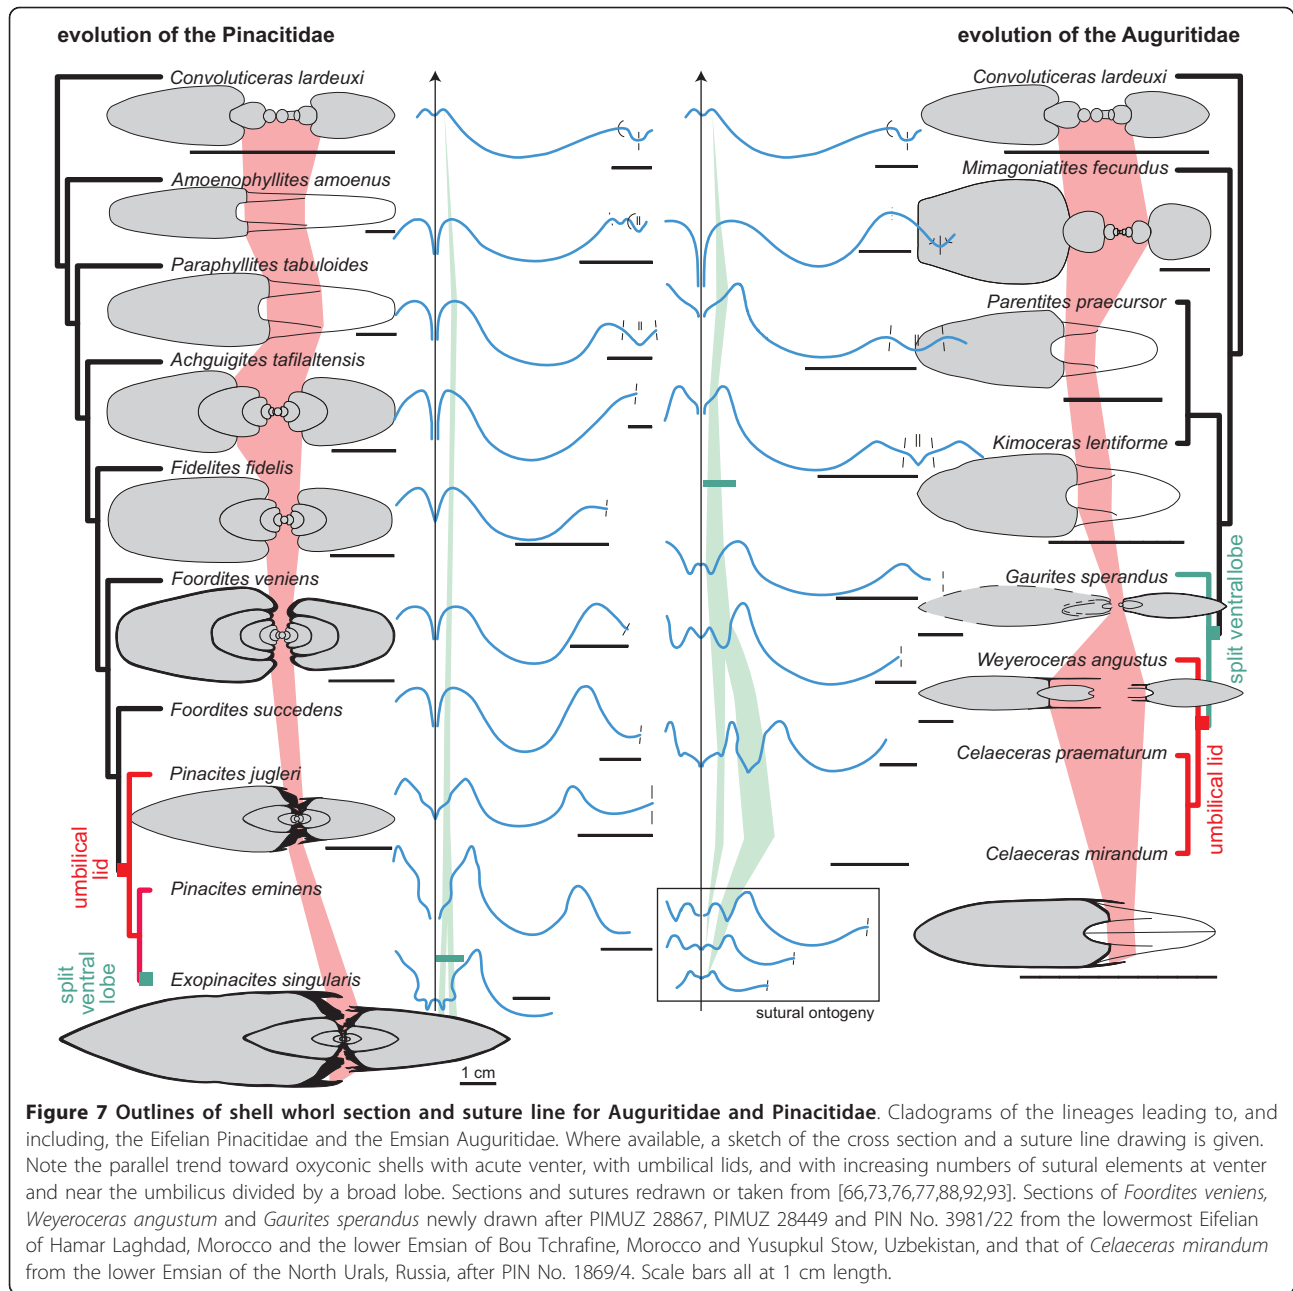 evolution of the Pinacitidae
Convoluticeras lardeuxi
Amoenophyllites amoenus
Paraphyllites tabuloides
Achguigites tafilaltensis
Fidelites fidelis
Foordites veniens
Foordites succedens
Pinacites jugleri
umbilical
lid
Pinacites eminens
split
ventral
lobe
Exopinacites singularis
1 cm
evolution of the Auguritidae
Convoluticeras lardeuxi
Mimagoniatites fecundus
Parentites praecursor
Kimoceras lentiforme
Gaurites sperandus
split ventral lobe
Weyeroceras angustus
Celaeceras praematurum
umbilical lid
Celaeceras mirandum
sutural ontogeny
Figure 7 Outlines of shell whorl section and suture line for Auguritidae and Pinacitidae. Cladograms of the lineages leading to, and
including, the Eifelian Pinacitidae and the Emsian Auguritidae. Where available, a sketch of the cross section and a suture line drawing is given.
Note the parallel trend toward oxyconic shells with acute venter, with umbilical lids, and with increasing numbers of sutural elements at venter
and near the umbilicus divided by a broad lobe. Sections and sutures redrawn or taken from [66,73,76,77,88,92,93]. Sections of Foordites veniens,
Weyeroceras angustum and Gaurites sperandus newly drawn after PIMUZ 28867, PIMUZ 28449 and PIN No. 3981/22 from the lowermost Eifelian
of Hamar Laghdad, Morocco and the lower Emsian of Bou Tchrafine, Morocco and Yusupkul Stow, Uzbekistan, and that of Celaeceras mirandum
from the lower Emsian of the North Urals, Russia, after PIN No. 1869/4. Scale bars all at 1 cm length.